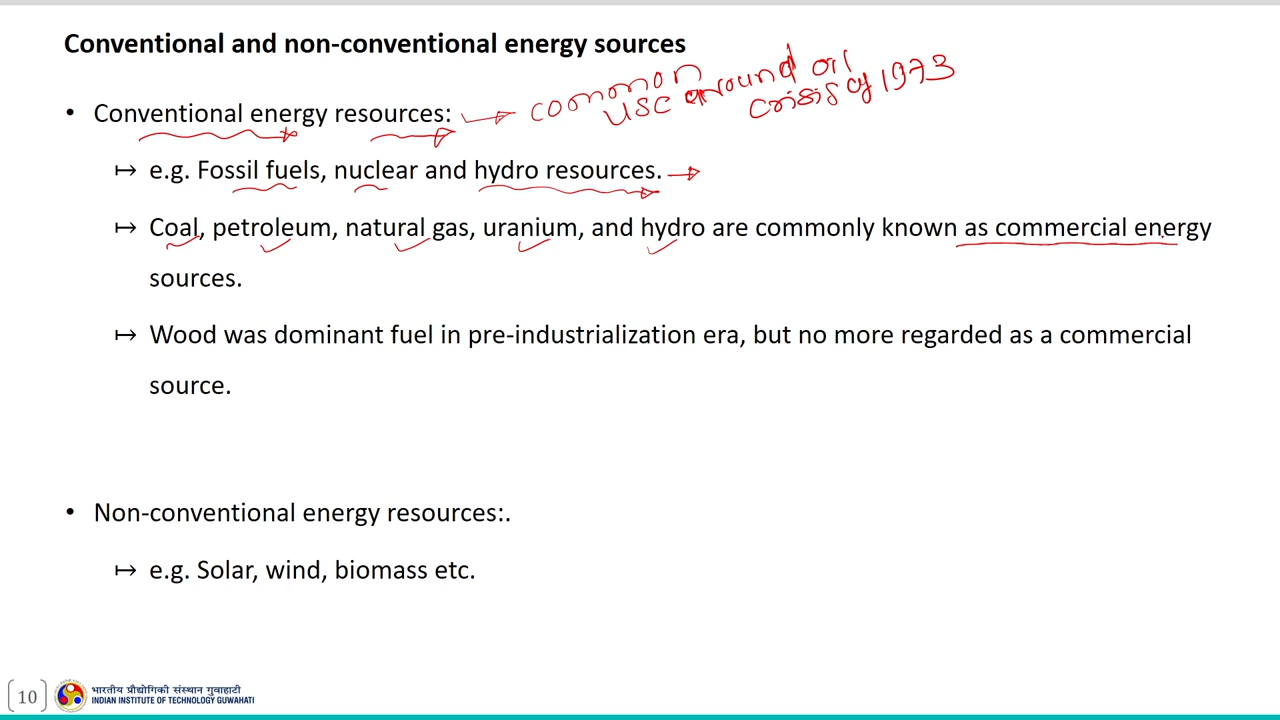 Conventional and non-conventional energy sources
• Conventional energy resources: → common use around oil crisis of 1973
↦ e.g. Fossil fuels, nuclear and hydro resources. →
↦ Coal, petroleum, natural gas, uranium, and hydro are commonly known as commercial energy
sources.
↦ Wood was dominant fuel in pre-industrialization era, but no more regarded as a commercial
source.
• Non-conventional energy resources:.
↦ e.g. Solar, wind, biomass etc.
10
भारतीय प्रौद्योगिकी संस्थान गुवाहाटी
INDIAN INSTITUTE OF TECHNOLOGY GUWAHATI